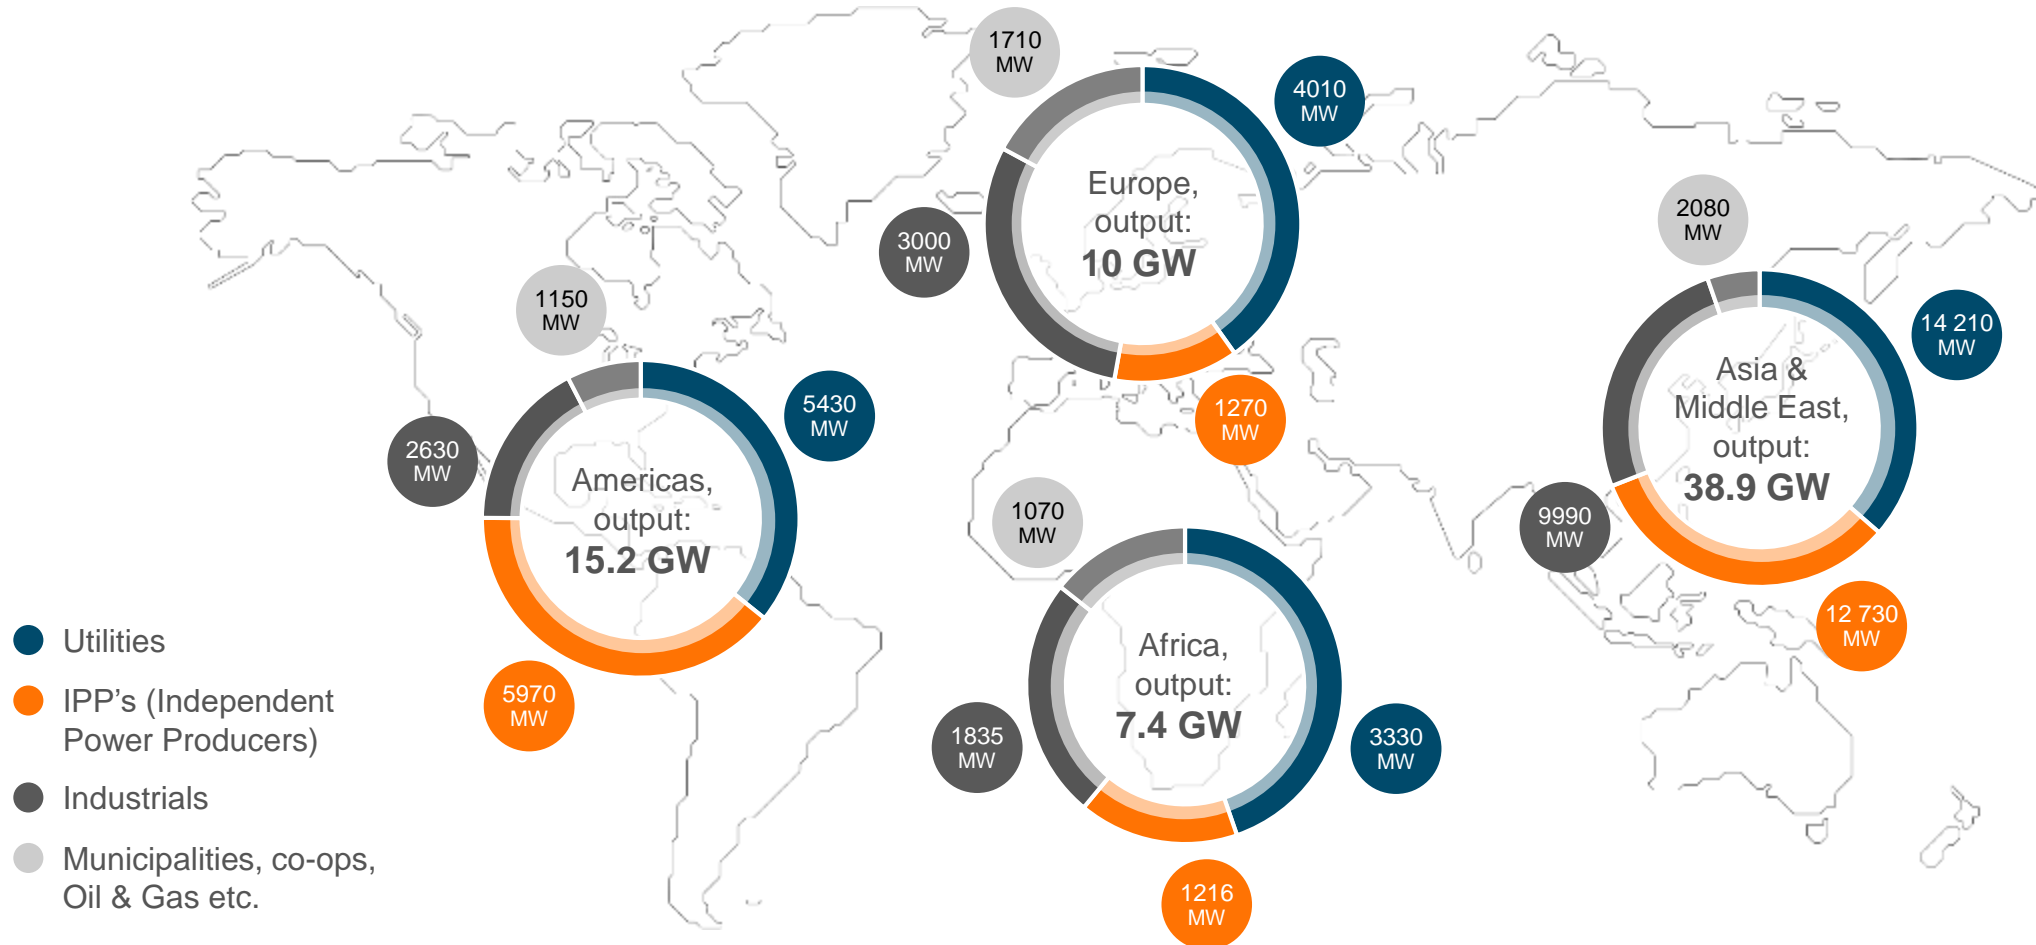 1710
MW
4010
MW
Europe,
output:
10 GW
3000
MW
1270
MW
2080
MW
14 210
MW
Asia &
Middle East,
output:
38.9 GW
9990
MW
12 730
MW
1150
MW
5430
MW
2630
MW
Americas,
output:
15.2 GW
5970
MW
1070
MW
Africa,
output:
7.4 GW
1835
MW
3330
MW
1216
MW
Utilities
IPP's (Independent
Power Producers)
Industrials
Municipalities, co-ops,
Oil & Gas etc.